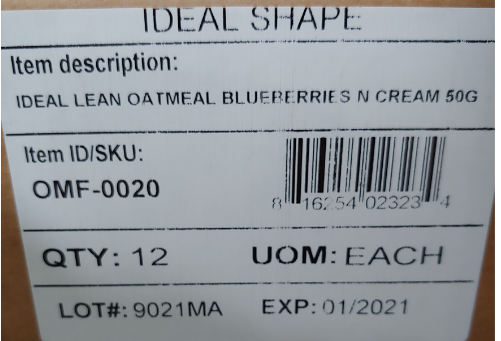 IDEAL SHAPE
Item description:
IDEAL LEAN OATMEAL BLUEBERRIES N CREAM 50G
Item ID/SKU:
OMF-0020
8 16254 02323 4
QTY: 12 UOM: EACH
LOT#: 9021MA EXP: 01/2021